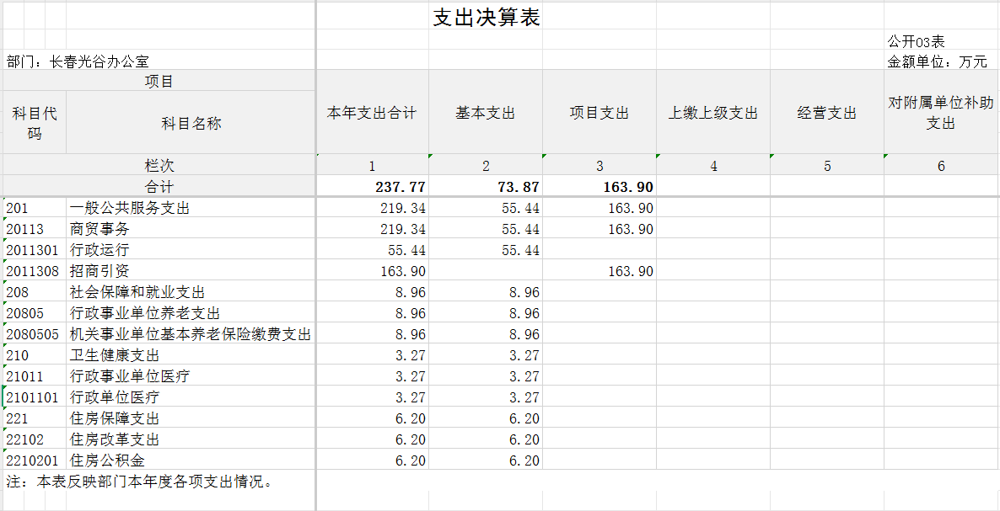 支出决算表
公开03表
部门：长春光谷办公室 金额单位：万元
项目 本年支出合计 基本支出 项目支出 上缴上级支出 经营支出 对附属单位补助支出
科目代码 科目名称
栏次 1 2 3 4 5 6
合计 237.77 73.87 163.90
201 一般公共服务支出 219.34 55.44 163.90
20113 商贸事务 219.34 55.44 163.90
2011301 行政运行 55.44 55.44
2011308 招商引资 163.90 163.90
208 社会保障和就业支出 8.96 8.96
20805 行政事业单位养老支出 8.96 8.96
2080505 机关事业单位基本养老保险缴费支出 8.96 8.96
210 卫生健康支出 3.27 3.27
21011 行政事业单位医疗 3.27 3.27
2101101 行政单位医疗 3.27 3.27
221 住房保障支出 6.20 6.20
22102 住房改革支出 6.20 6.20
2210201 住房公积金 6.20 6.20
注：本表反映部门本年度各项支出情况。